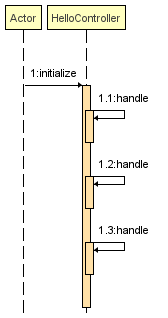 Actor
HelloController
1:initialize
1.1:handle
1.2:handle
1.3:handle